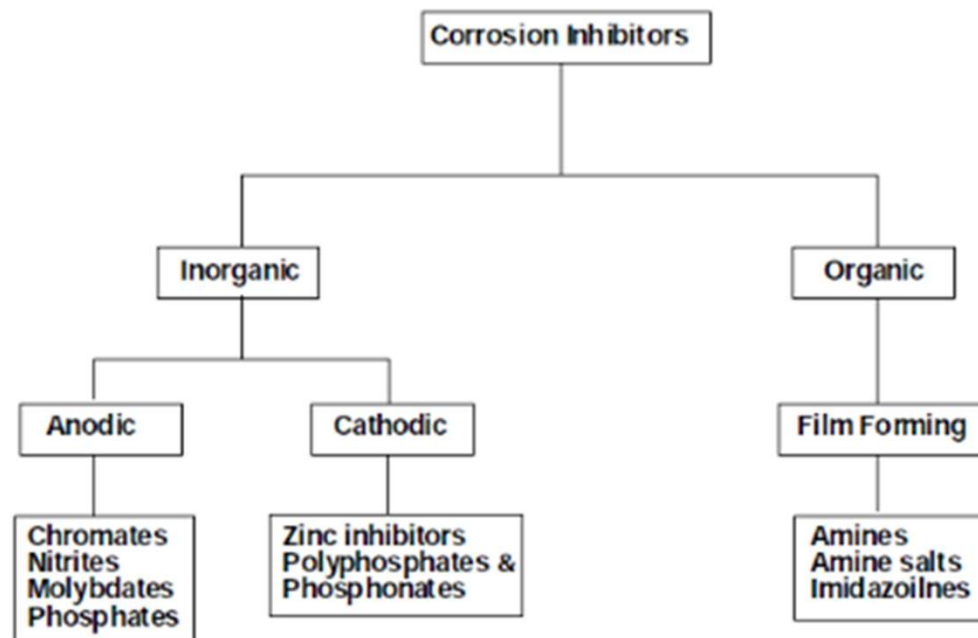 Corrosion Inhibitors
Inorganic
Organic
Anodic
Cathodic
Film Forming
Chromates
Nitrites
Molybdates
Phosphates
Zinc inhibitors
Polyphosphates &
Phosphonates
Amines
Amine salts
Imidazoilnes